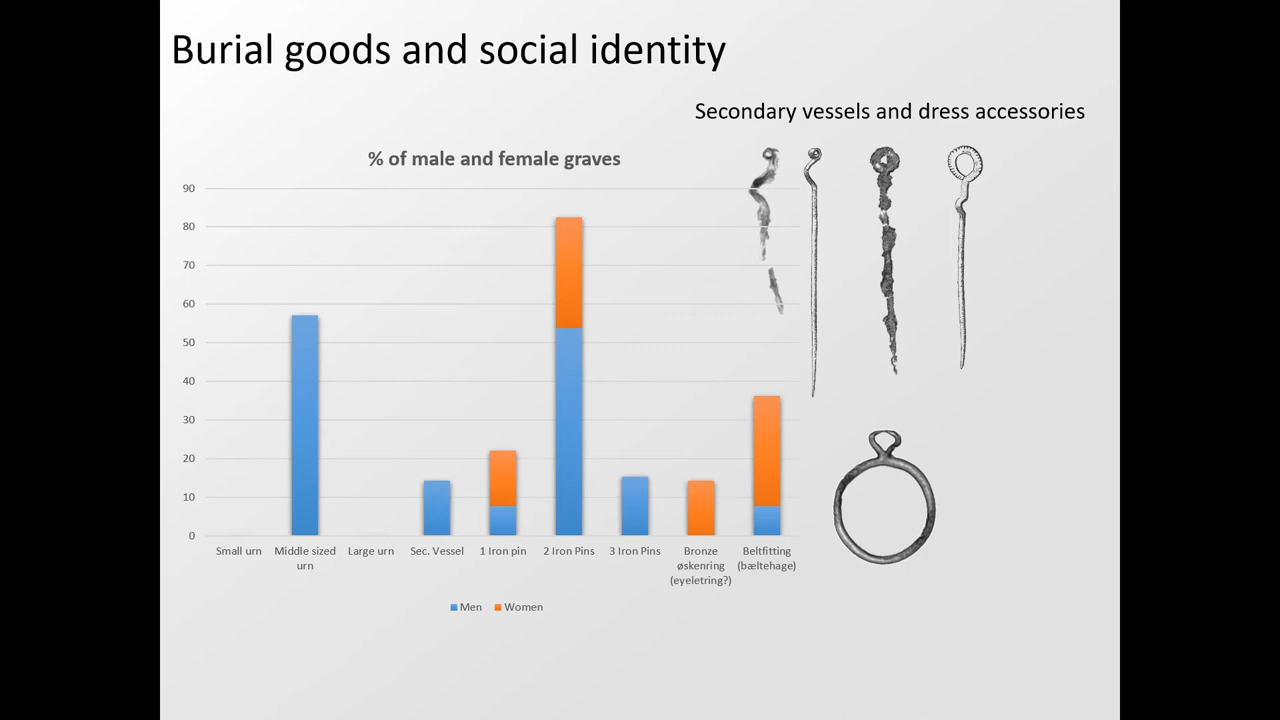 Burial goods and social identity
Secondary vessels and dress accessories
% of male and female graves
90
80
70
60
50
40
30
20
10
0
Small urn
Middle sized
urn
Large urn
Sec. Vessel
1 Iron pin
2 Iron Pins
3 Iron Pins
Bronze
øskenring
(eyeletring?)
Beltfitting
(bæltehage)
Men
Women